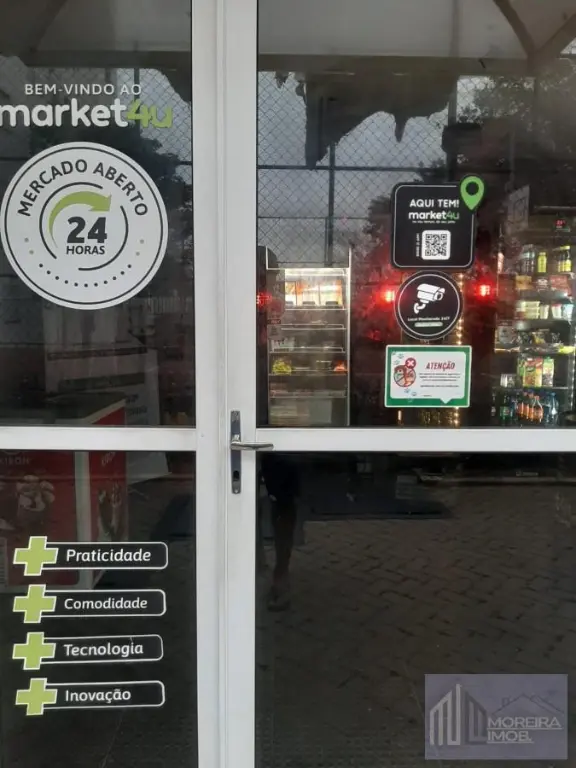 BEM-VINDO AO
market4u
MERCADO ABERTO
24
HORAS
AQUI TEM!
market4u
ATENÇÃO
Praticidade
Comodidade
Tecnologia
Inovação
MOREIRA
IMOB.